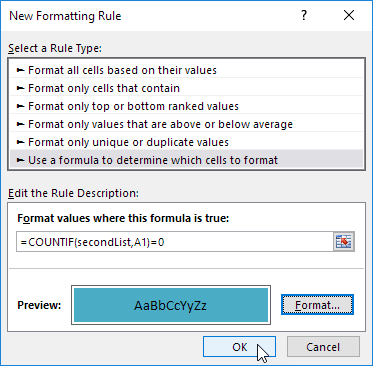 New Formatting Rule
?
Select a Rule Type:
► Format all cells based on their values
► Format only cells that contain
► Format only top or bottom ranked values
► Format only values that are above or below average
► Format only unique or duplicate values
► Use a formula to determine which cells to format
Edit the Rule Description:
Format values where this formula is true:
=COUNTIF(secondList,A1)=0
Preview: AaBbCcYyZz Format...
OK Cancel